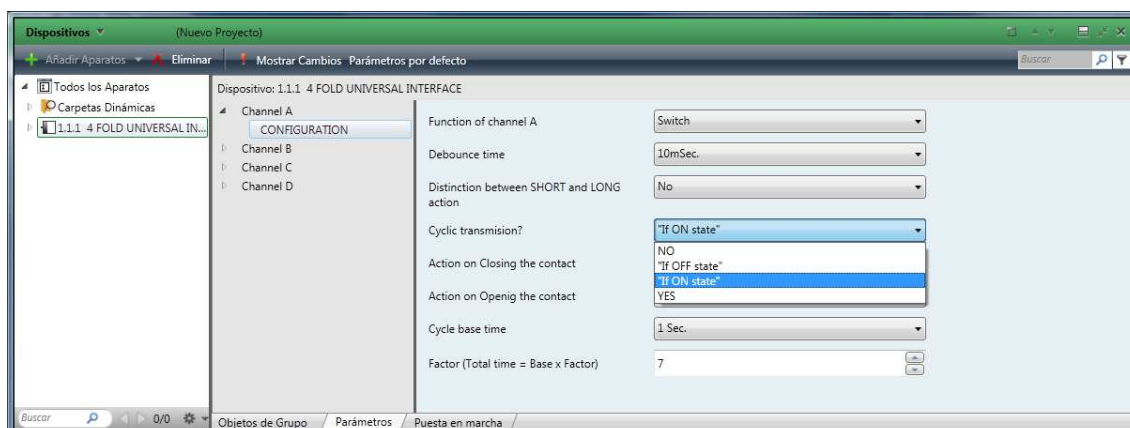 Dispositivos (Nuevo Proyecto)
Añadir Aparatos Eliminar Mostrar Cambios Parámetros por defecto Buscar
Todos los Aparatos
Carpetas Dinámicas
1.1.1 4 FOLD UNIVERSAL IN...
Dispositivo: 1.1.1 4 FOLD UNIVERSAL INTERFACE
Channel A
CONFIGURATION
Channel B
Channel C
Channel D
Function of channel A Switch
Debounce time 10mSec.
Distinction between SHORT and LONG action No
Cyclic transmision? "If ON state"
NO
"If OFF state"
"If ON state"
YES
Action on Closing the contact
Action on Openig the contact
Cycle base time 1 Sec.
Factor (Total time = Base x Factor) 7
Buscar 0/0
Objetos de Grupo Parámetros Puesta en marcha